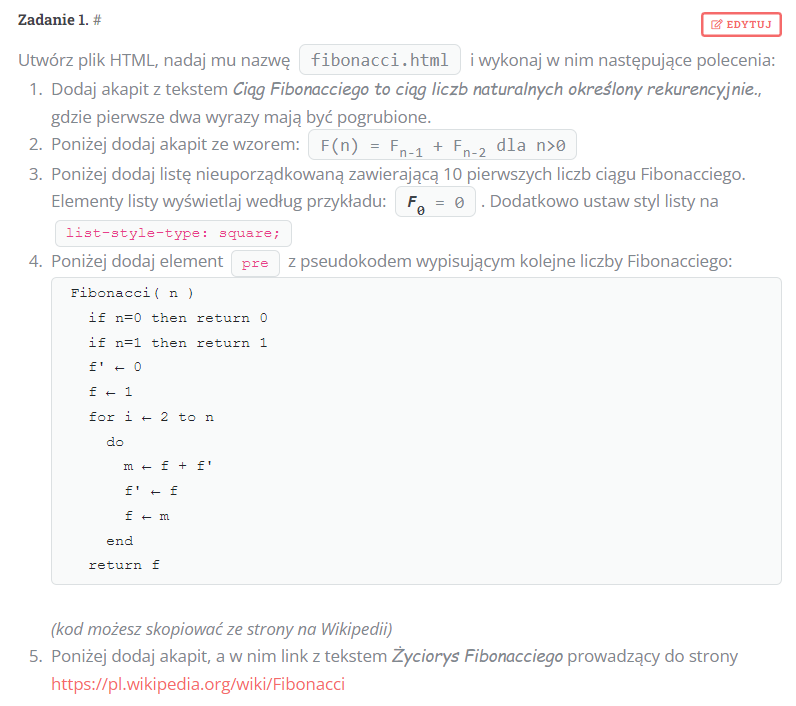 Zadanie 1. #
EDYTUJ
Utwórz plik HTML, nadaj mu nazwę fibonacci.html i wykonaj w nim następujące polecenia:
1. Dodaj akapit z tekstem Ciąg Fibonacciego to ciąg liczb naturalnych określony rekurencyjnie.,
gdzie pierwsze dwa wyrazy mają być pogrubione.
2. Poniżej dodaj akapit ze wzorem: F(n) = Fn-1 + Fn-2 dla n>0
3. Poniżej dodaj listę nieuporządkowaną zawierającą 10 pierwszych liczb ciągu Fibonacciego.
Elementy listy wyświetlaj według przykładu: F0 = 0 . Dodatkowo ustaw styl listy na
list-style-type: square;
4. Poniżej dodaj element pre z pseudokodem wypisującym kolejne liczby Fibonacciego:
Fibonacci( n )
if n=0 then return 0
if n=1 then return 1
f' ← 0
f ← 1
for i ← 2 to n
do
m ← f + f'
f' ← f
f ← m
end
return f
(kod możesz skopiować ze strony na Wikipedii)
5. Poniżej dodaj akapit, a w nim link z tekstem Życiorys Fibonacciego prowadzący do strony
https://pl.wikipedia.org/wiki/Fibonacci